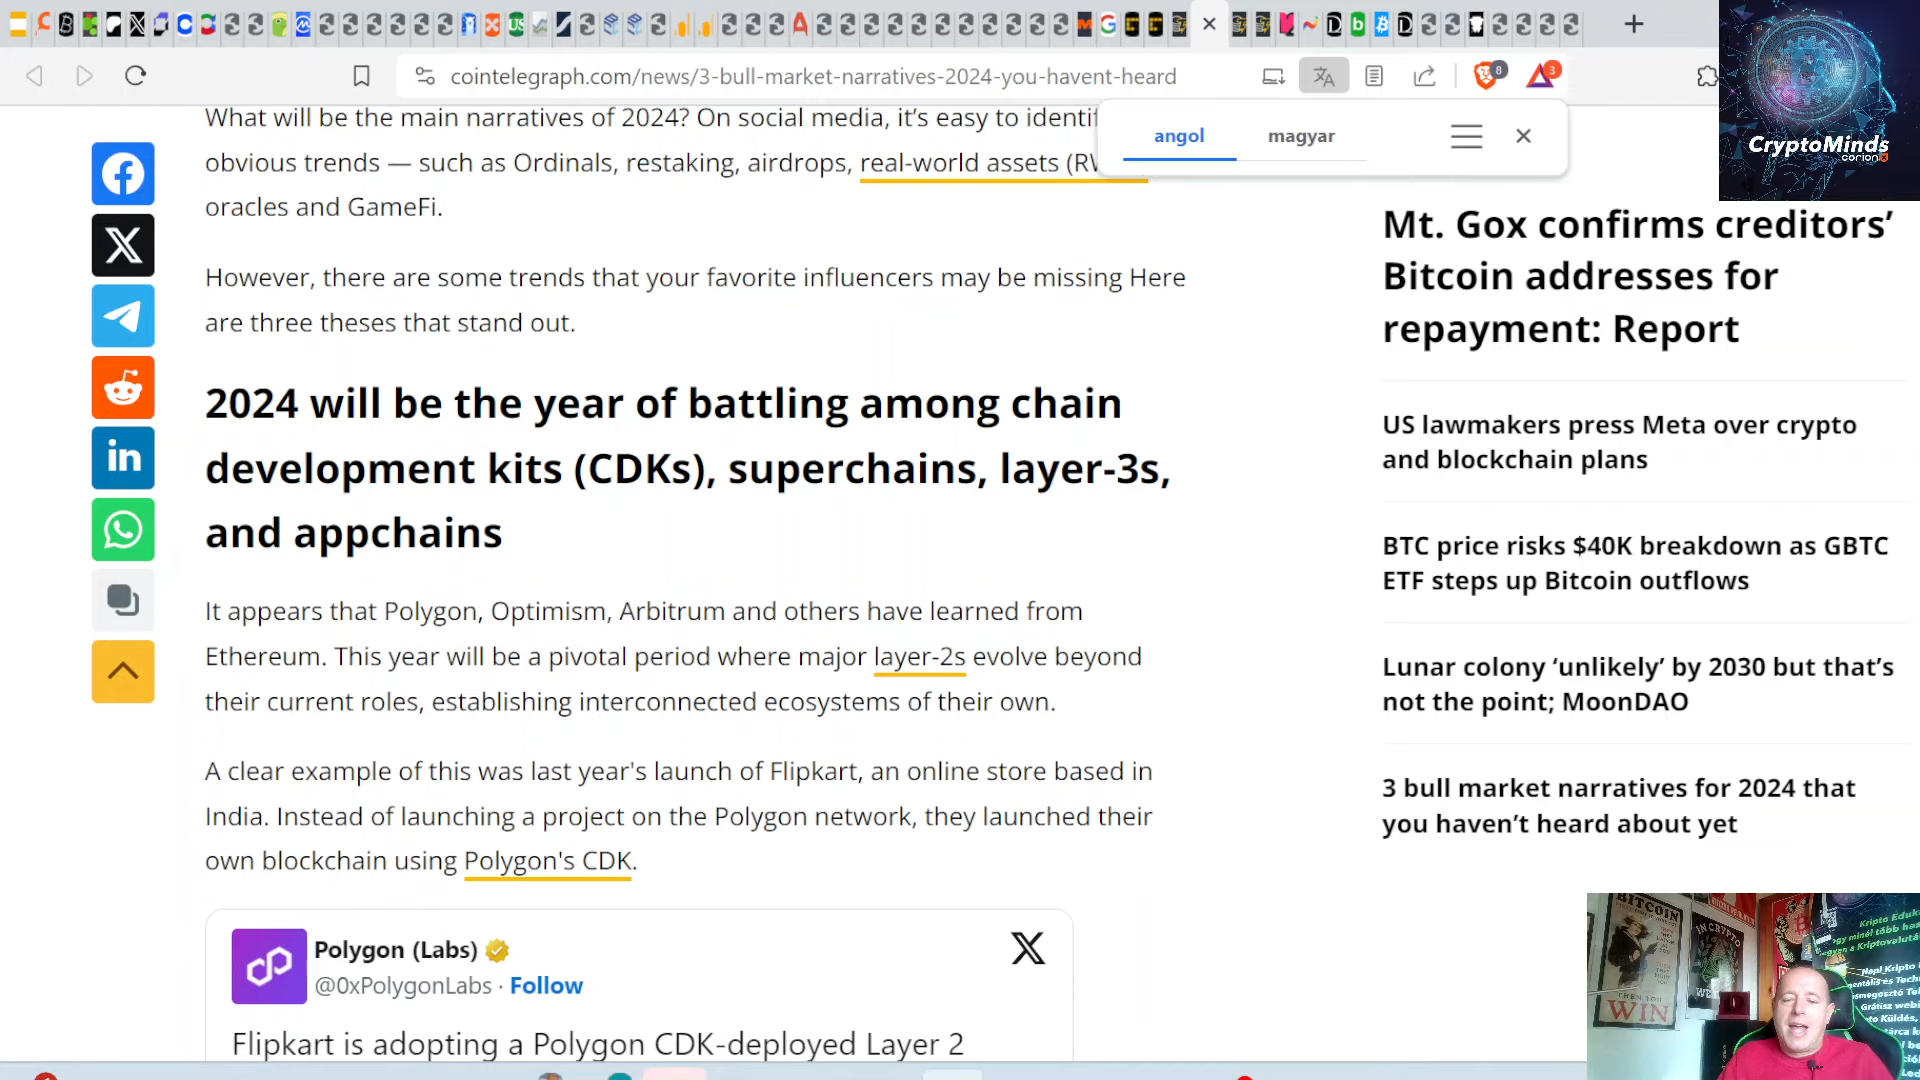 cointelegraph.com/news/3-bull-market-narratives-2024-you-havent-heard
8
3
angol
magyar
CryptoMinds
corion
What will be the main narratives of 2024? On social media, it’s easy to
obvious trends — such as Ordinals, restaking, airdrops, real-world assets
oracles and GameFi.
However, there are some trends that your favorite influencers may be missing Here
are three theses that stand out.
2024 will be the year of battling among chain
development kits (CDKs), superchains, layer-3s,
and appchains
It appears that Polygon, Optimism, Arbitrum and others have learned from
Ethereum. This year will be a pivotal period where major layer-2s evolve beyond
their current roles, establishing interconnected ecosystems of their own.
A clear example of this was last year's launch of Flipkart, an online store based in
India. Instead of launching a project on the Polygon network, they launched their
own blockchain using Polygon's CDK.
Polygon (Labs)
@0xPolygonLabs · Follow
Flipkart is adopting a Polygon CDK-deployed Layer 2
Mt. Gox confirms creditors’
Bitcoin addresses for
repayment: Report
US lawmakers press Meta over crypto
and blockchain plans
BTC price risks $40K breakdown as GBTC
ETF steps up Bitcoin outflows
Lunar colony ‘unlikely’ by 2030 but that’s
not the point; MoonDAO
3 bull market narratives for 2024 that
you haven’t heard about yet
BITCOIN
THEN YOU
WIN
IN CRYPTO
WE